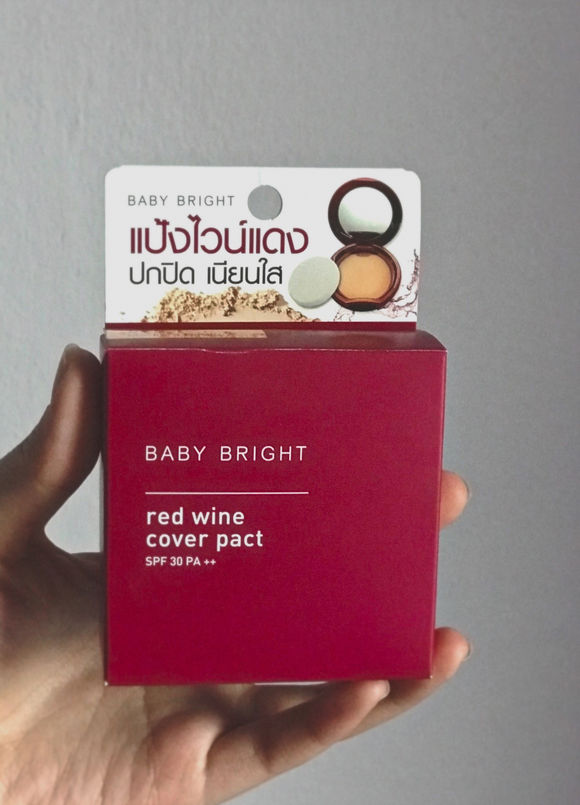 BABY BRIGHT
แป้งไวน์แดง
ปกปิด เนียนใส
BABY BRIGHT
red wine
cover pact
SPF 30 PA ++